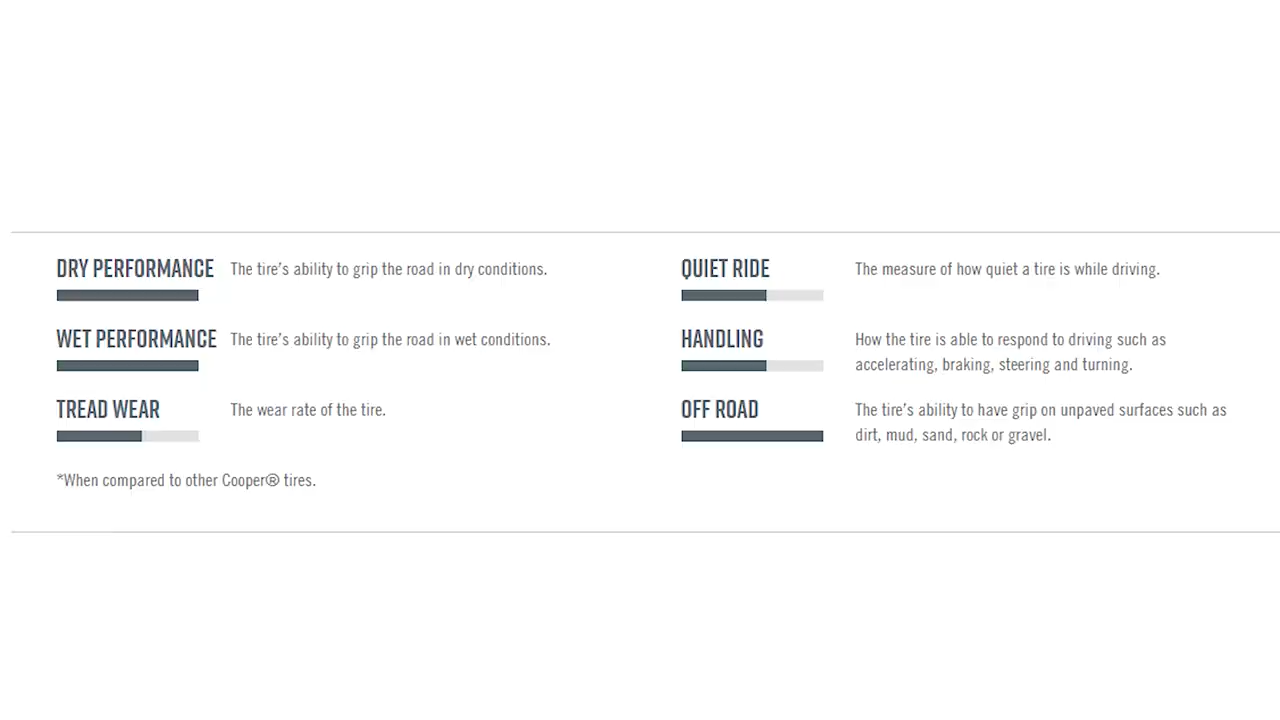 DRY PERFORMANCE
The tire's ability to grip the road in dry conditions.
WET PERFORMANCE
The tire's ability to grip the road in wet conditions.
TREAD WEAR
The wear rate of the tire.
*When compared to other Cooper® tires.
QUIET RIDE
The measure of how quiet a tire is while driving.
HANDLING
How the tire is able to respond to driving such as
accelerating, braking, steering and turning.
OFF ROAD
The tire's ability to have grip on unpaved surfaces such as
dirt, mud, sand, rock or gravel.